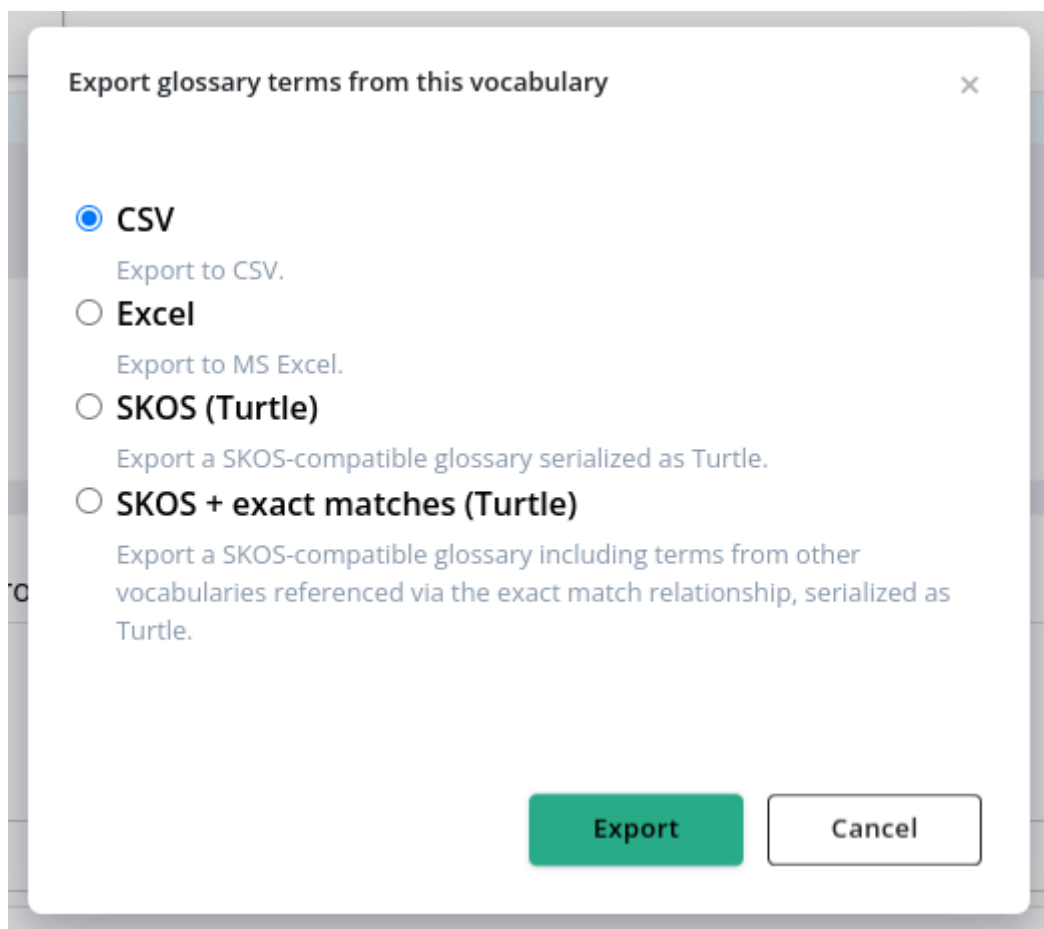 Export glossary terms from this vocabulary
×
CSV
Export to CSV.
Excel
Export to MS Excel.
SKOS (Turtle)
Export a SKOS-compatible glossary serialized as Turtle.
SKOS + exact matches (Turtle)
Export a SKOS-compatible glossary including terms from other
vocabularies referenced via the exact match relationship, serialized as
Turtle.
Export
Cancel